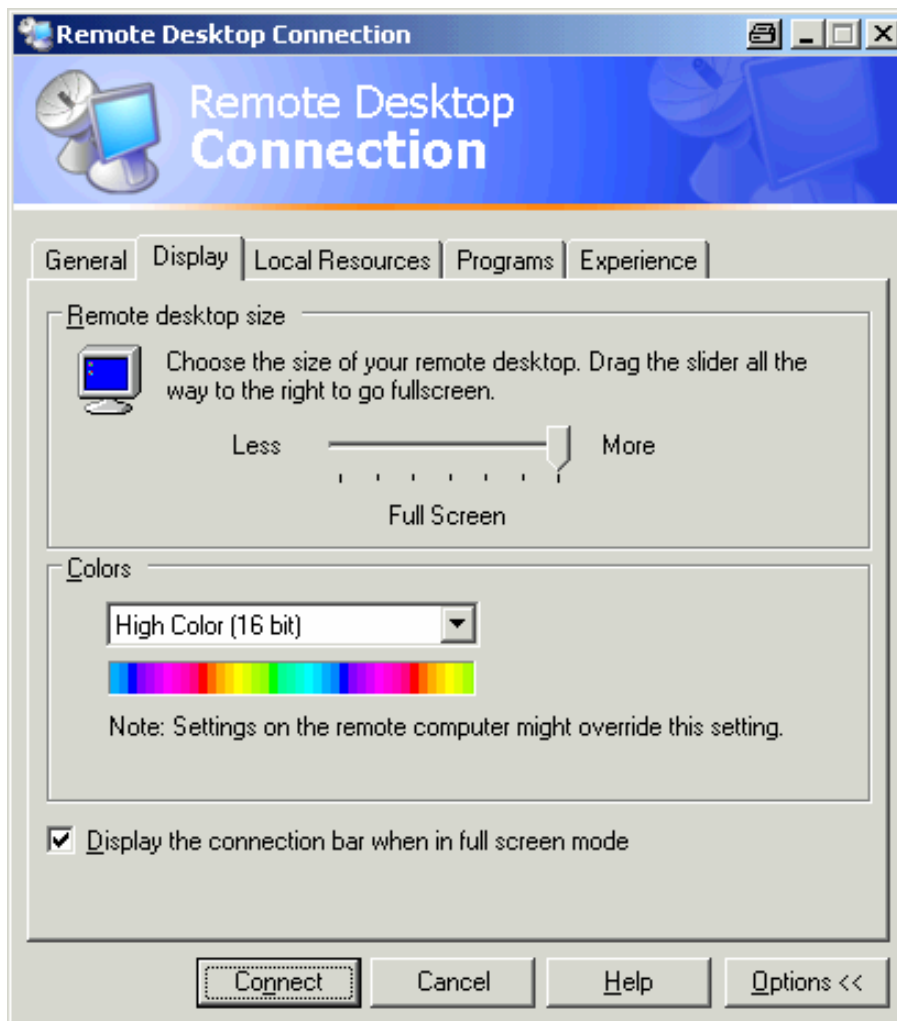 Remote Desktop Connection
Remote Desktop
Connection
General Display Local Resources Programs Experience
Remote desktop size
Choose the size of your remote desktop. Drag the slider all the
way to the right to go fullscreen.
Less More
Full Screen
Colors
High Color (16 bit)
Note: Settings on the remote computer might override this setting.
Display the connection bar when in full screen mode
Connect Cancel Help Options <<